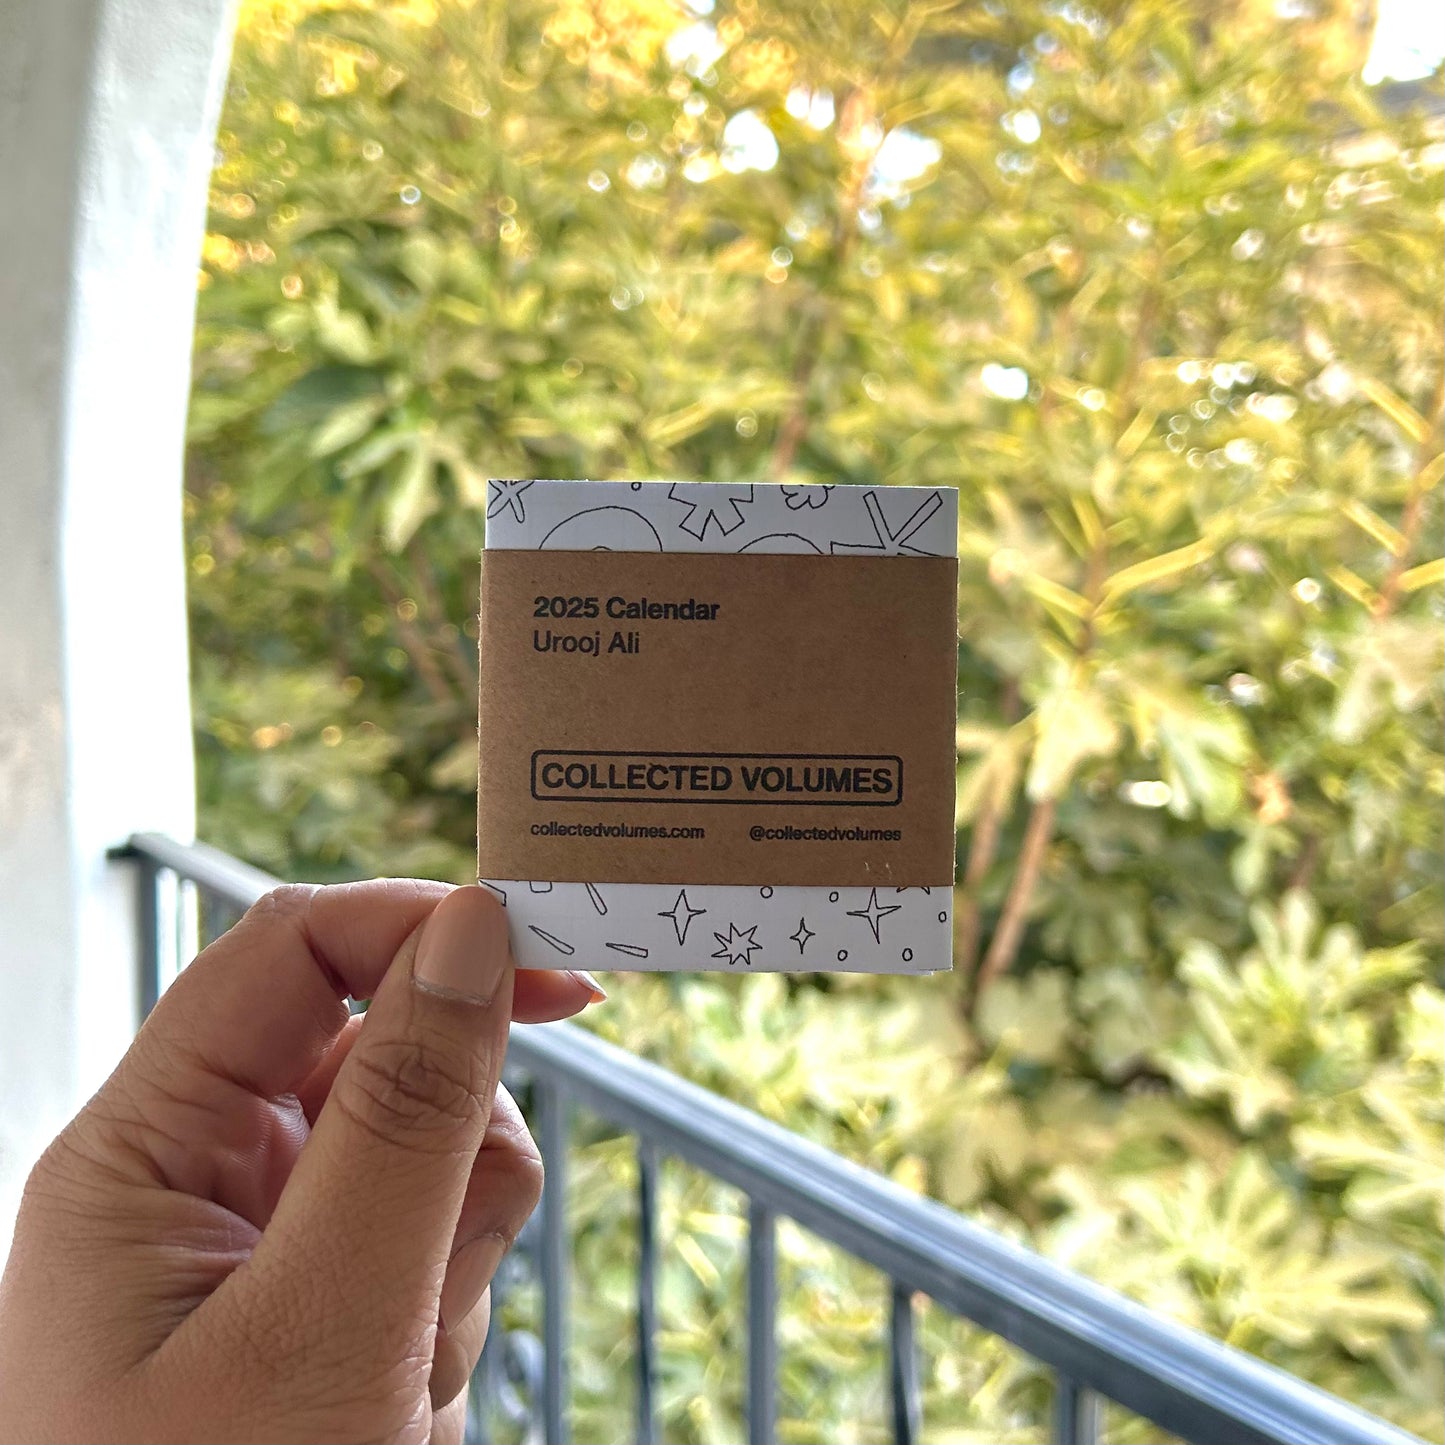 2025 Calendar
Urooj Ali
COLLECTED VOLUMES
collectedvolumes.com @collectedvolumes